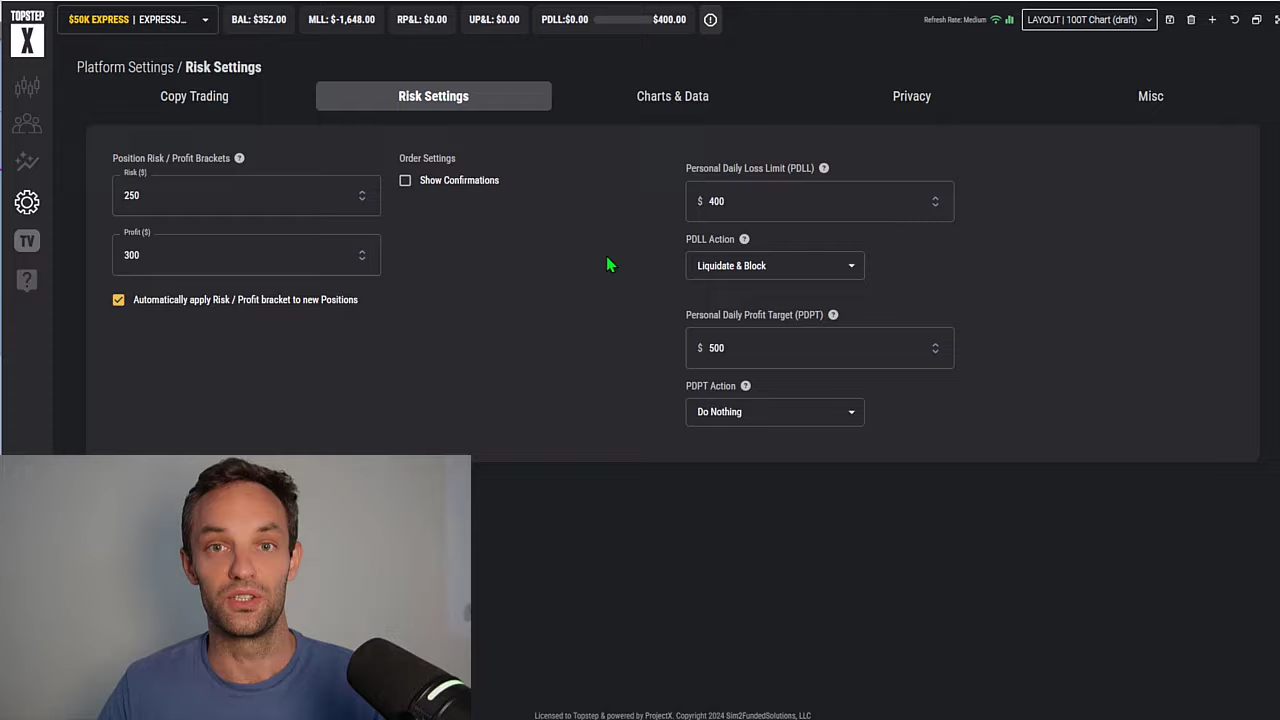 TOPSTEP
X
$50K EXPRESS | EXPRESSJ...
BAL: $352.00
MLL: $-1,648.00
RP&L: $0.00
UP&L: $0.00
PDLL:$0.00
$400.00
Refresh Rate: Medium
LAYOUT | 100T Chart (draft)
Platform Settings / Risk Settings
Copy Trading
Risk Settings
Charts & Data
Privacy
Misc
Position Risk / Profit Brackets
Risk ($)
250
Profit ($)
300
Automatically apply Risk / Profit bracket to new Positions
Order Settings
Show Confirmations
Personal Daily Loss Limit (PDLL)
$ 400
PDLL Action
Liquidate & Block
Personal Daily Profit Target (PDPT)
$ 500
PDPT Action
Do Nothing
TV
Licensed to Topstep & powered by ProjectX. Copyright 2024 Sim2FundedSolutions, LLC